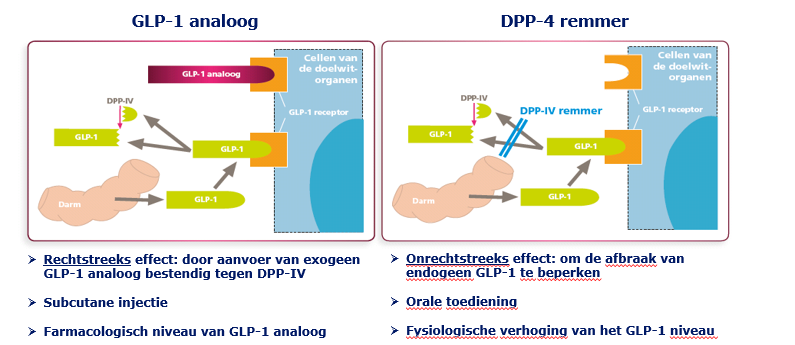 GLP-1 analoog
GLP-1 analoog
DPP-IV
GLP-1
GLP-1
GLP-1
Darm
Cellen van
de doelwit-
organen
GLP-1 receptor
Rechtstreeks effect: door aanvoer van exogeen
GLP-1 analoog bestendig tegen DPP-IV
Subcutane injectie
Farmacologisch niveau van GLP-1 analoog
DPP-4 remmer
DPP-IV
DPP-IV remmer
GLP-1
GLP-1
GLP-1
Darm
Cellen van
de doelwit-
organen
GLP-1 receptor
Onrechtstreeks effect: om de afbraak van
endogeen GLP-1 te beperken
Orale toediening
Fysiologische verhoging van het GLP-1 niveau